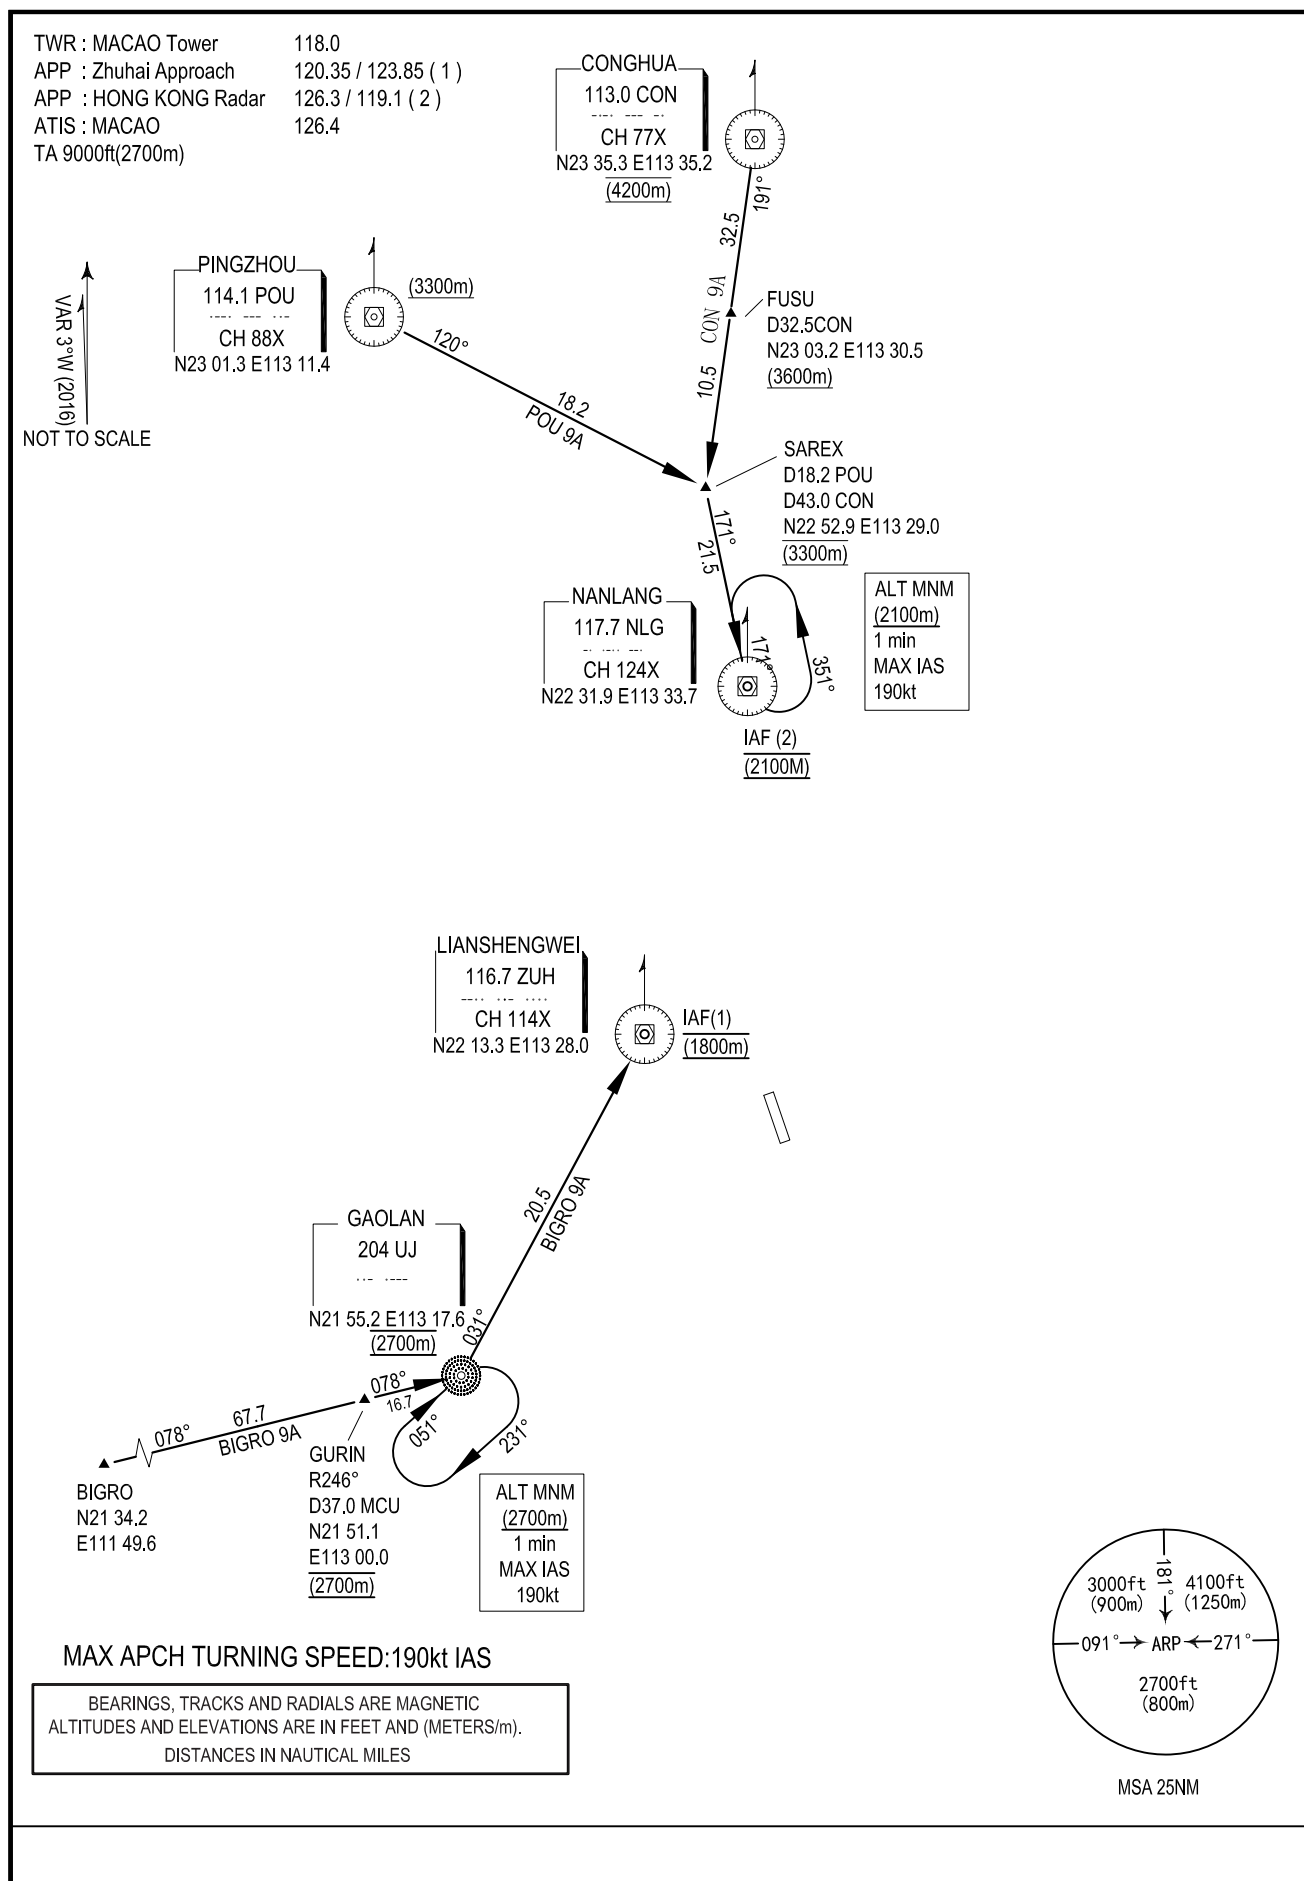 TWR : MACAO Tower 118.0
APP : Zhuhai Approach 120.35 / 123.85 ( 1 )
APP : HONG KONG Radar 126.3 / 119.1 ( 2 )
ATIS : MACAO 126.4
TA 9000ft(2700m)
CONGHUA
113.0 CON
CH 77X
N23 35.3 E113 35.2
(4200m)
191°
32.5
CON 9A
10.5
VAR 3°W (2016)
NOT TO SCALE
PINGZHOU
114.1 POU
CH 88X
N23 01.3 E113 11.4
(3300m)
120°
18.2
POU 9A
FUSU
D32.5CON
N23 03.2 E113 30.5
(3600m)
SAREX
D18.2 POU
D43.0 CON
N22 52.9 E113 29.0
(3300m)
171°
21.5
NANLANG
117.7 NLG
CH 124X
N22 31.9 E113 33.7
171°
351°
IAF (2)
(2100M)
ALT MNM
(2100m)
1 min
MAX IAS
190kt
LIANSHENGWEI
116.7 ZUH
CH 114X
N22 13.3 E113 28.0
IAF(1)
(1800m)
20.5
BIGRO 9A
GAOLAN
204 UJ
N21 55.2 E113 17.6
(2700m)
031°
078°
16.7
051°
231°
078°
67.7
BIGRO 9A
BIGRO
N21 34.2
E111 49.6
GURIN
R246°
D37.0 MCU
N21 51.1
E113 00.0
(2700m)
ALT MNM
(2700m)
1 min
MAX IAS
190kt
MAX APCH TURNING SPEED:190kt IAS
BEARINGS, TRACKS AND RADIALS ARE MAGNETIC
ALTITUDES AND ELEVATIONS ARE IN FEET AND (METERS/m).
DISTANCES IN NAUTICAL MILES
3000ft
(900m)
181°
4100ft
(1250m)
091° ARP 271°
2700ft
(800m)
MSA 25NM